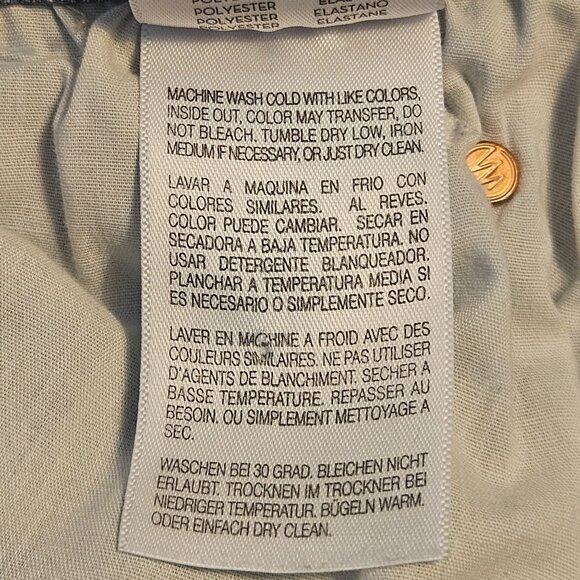 POLYESTER ELASTANO
POLYESTER ELASTANE
MACHINE WASH COLD WITH LIKE COLORS,
INSIDE OUT, COLOR MAY TRANSFER, DO
NOT BLEACH. TUMBLE DRY LOW, IRON
MEDIUM IF NECESSARY, OR JUST DRY CLEAN.
LAVAR A MAQUINA EN FRIO CON
COLORES SIMILARES. AL REVES.
COLOR PUEDE CAMBIAR. SECAR EN
SECADORA A BAJA TEMPERATURA. NO
USAR DETERGENTE BLANQUEADOR.
PLANCHAR A TEMPERATURA MEDIA SI
ES NECESARIO O SIMPLEMENTE SECO.
LAVER EN MACHINE A FROID AVEC DES
COULEURS SIMILAIRES. NE PAS UTILISER
D'AGENTS DE BLANCHIMENT. SECHER A
BASSE TEMPERATURE. REPASSER AU
BESOIN. OU SIMPLEMENT METTOYAGE A
SEC.
WASCHEN BEI 30 GRAD. BLEICHEN NICHT
ERLAUBT. TROCKNEN IM TROCKNER BEI
NIEDRIGER TEMPERATUR. BÜGELN WARM.
ODER EINFACH DRY CLEAN.